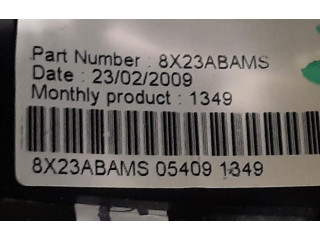 Part Number : 8X23ABAMS
Date : 23/02/2009
Monthly product : 1349
8X23ABAMS 05409 1349